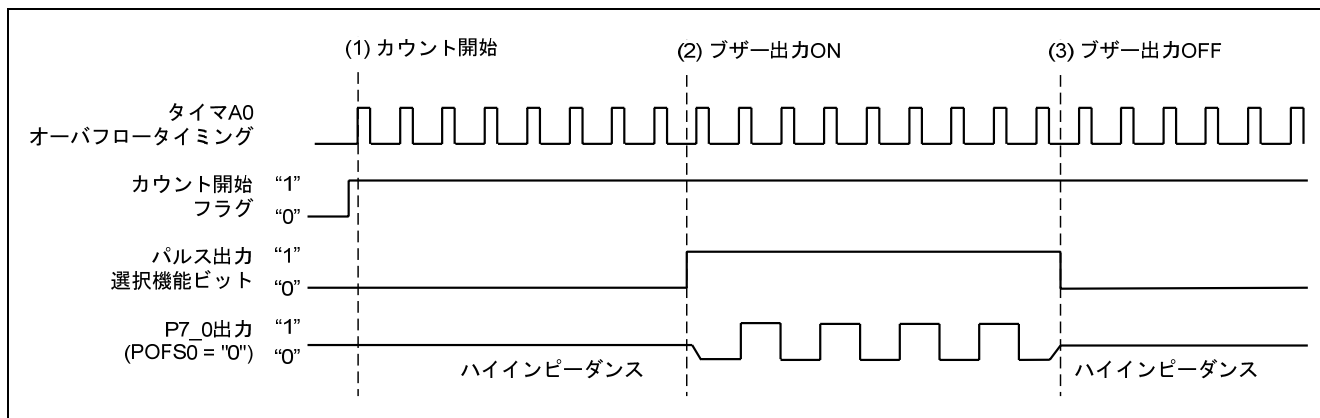 (1) カウント開始
(2) ブザー出力ON
(3) ブザー出力OFF
タイマA0
オーバフロータイミング
カウント開始
フラグ
“1”
“0”
パルス出力
選択機能ビット
“1”
“0”
P7_0出力
(POFS0 = "0")
“1”
“0”
ハイインピーダンス
ハイインピーダンス